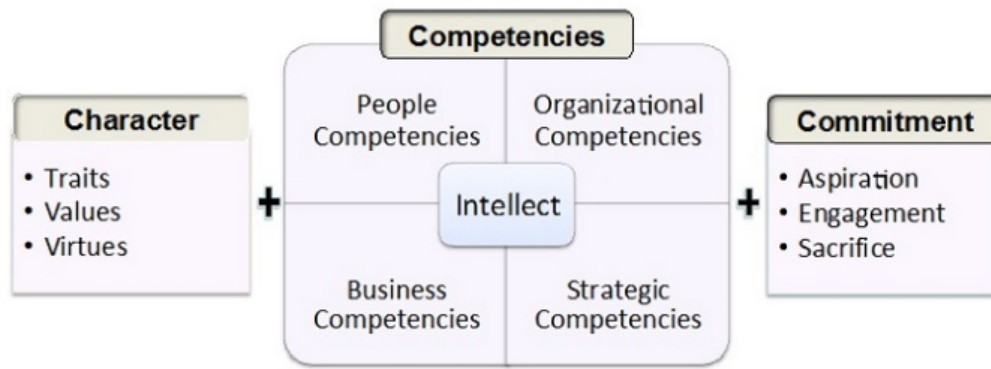 Competencies
Character
• Traits
• Values
• Virtues
+
People
Competencies
Organizational
Competencies
Intellect
Business
Competencies
Strategic
Competencies
+
Commitment
• Aspiration
• Engagement
• Sacrifice